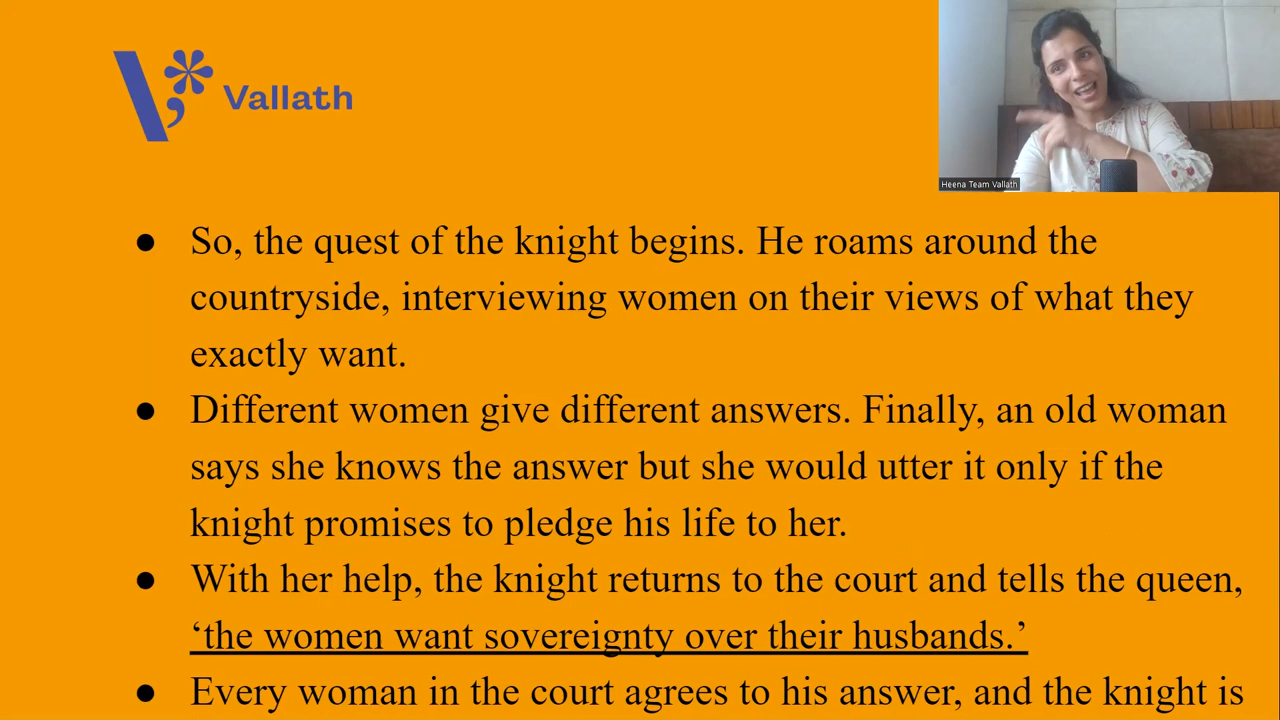 Vallath
Heena Team Vallath
● So, the quest of the knight begins. He roams around the
countryside, interviewing women on their views of what they
exactly want.
● Different women give different answers. Finally, an old woman
says she knows the answer but she would utter it only if the
knight promises to pledge his life to her.
● With her help, the knight returns to the court and tells the queen,
‘the women want sovereignty over their husbands.’
● Every woman in the court agrees to his answer, and the knight is